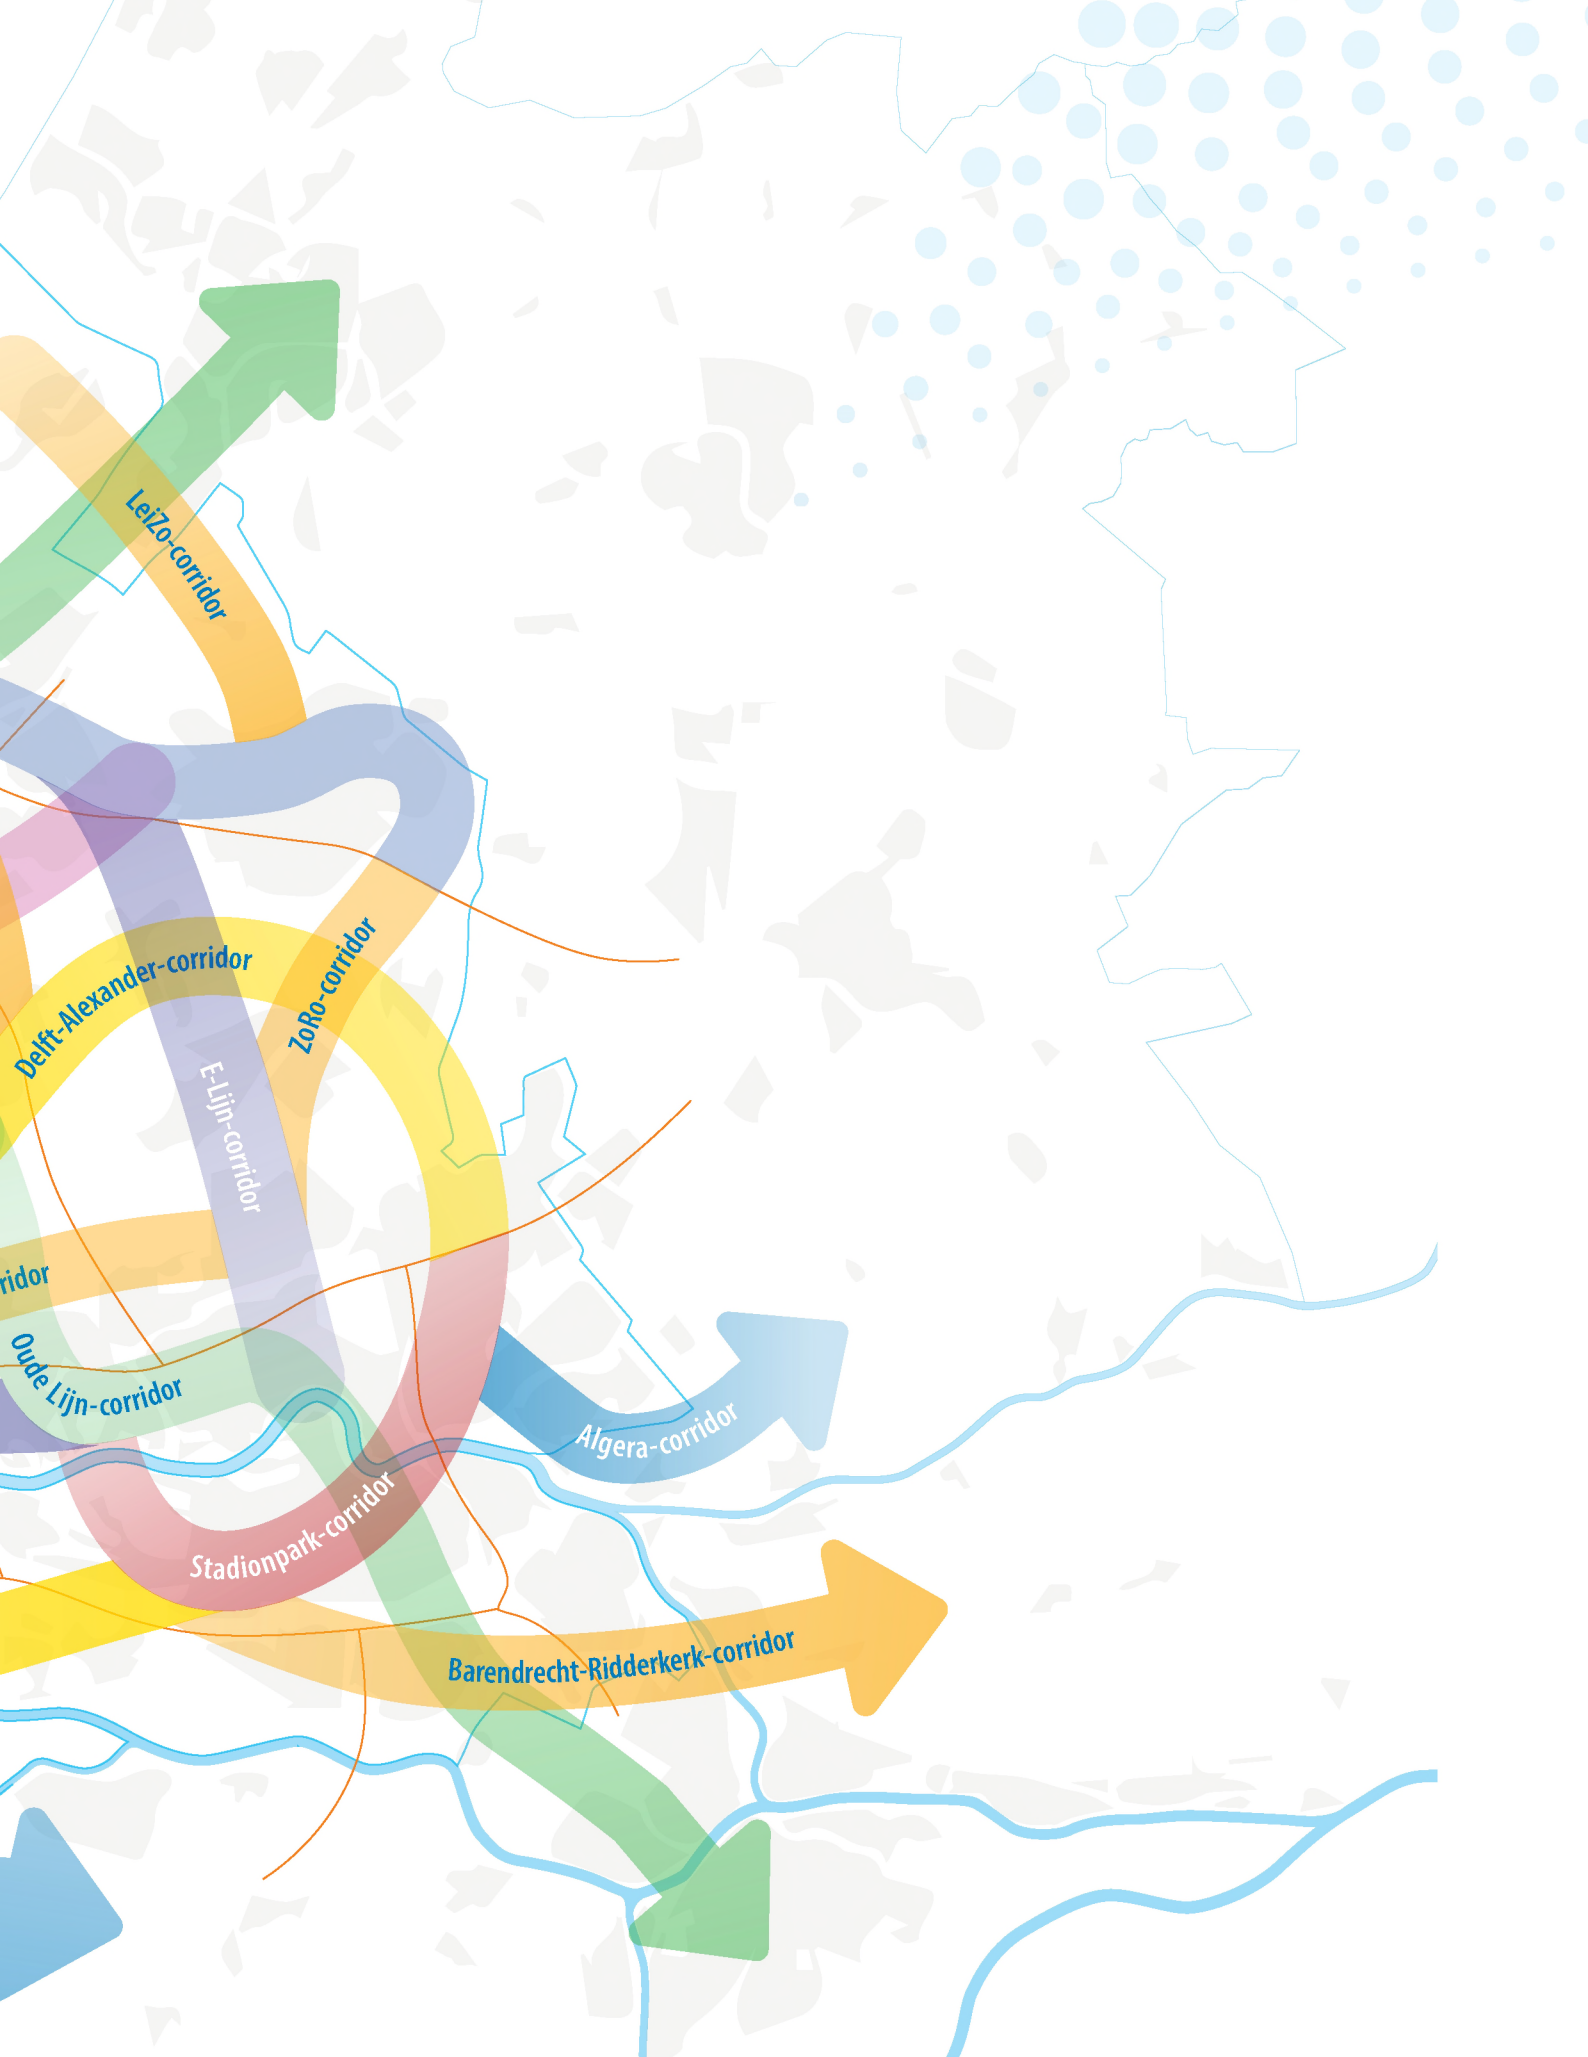 LeiZo-corridor
Delft-Alexander-corridor
ZoRo-corridor
E-Lijn-corridor
ridor
Oude Lijn-corridor
Algera-corridor
Stadionpark-corridor
Barendrecht-Ridderkerk-corridor